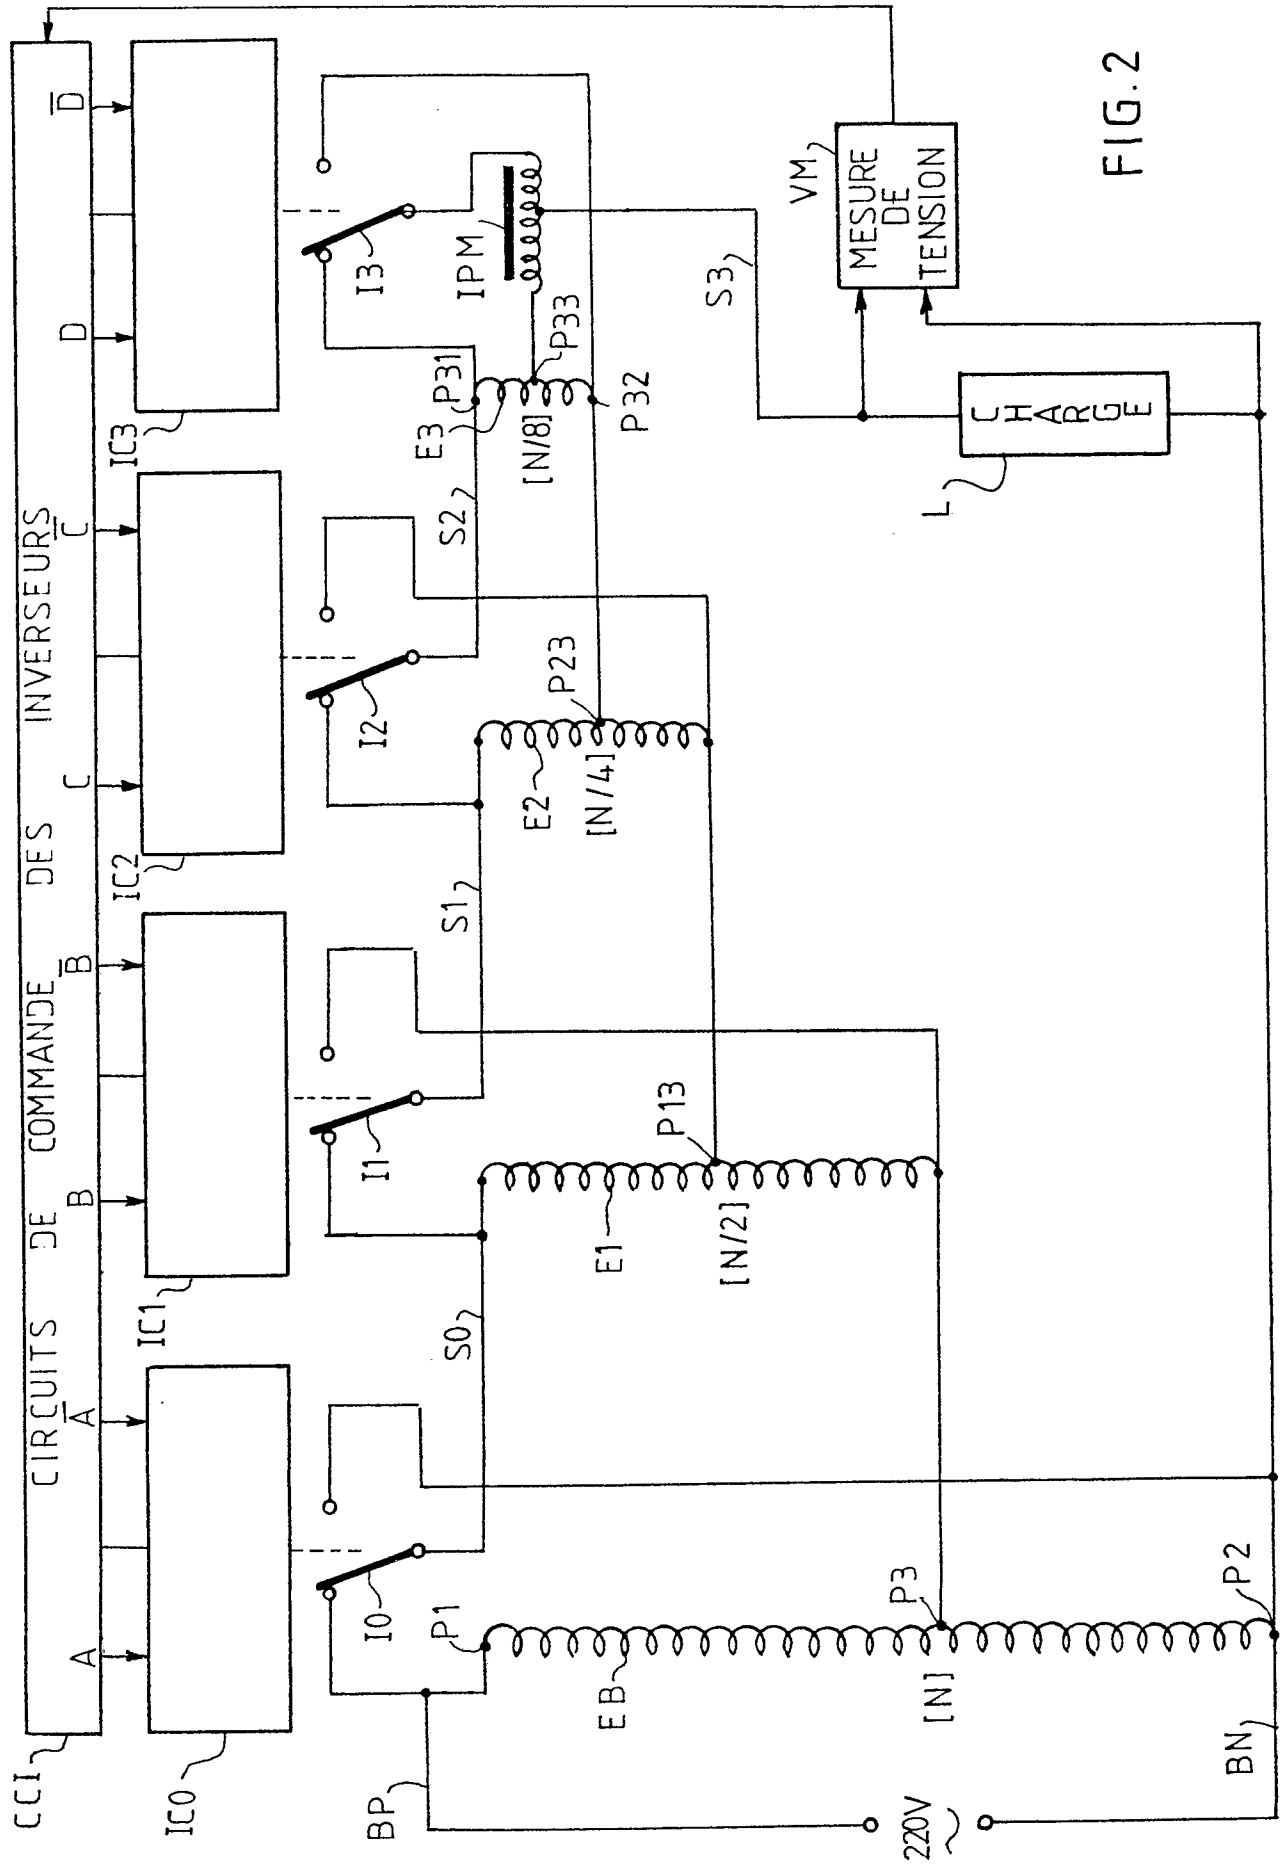 CCI
CIRCUITS DE COMMANDE DES INVERSEURS
A
A̅
B
B̅
C
C̅
D
D̅
IC0
IC1
IC2
IC3
I0
I1
I2
I3
BP
P1
S0
S1
S2
E3
P31
IPM
P33
[N/8]
P32
EB
E1
E2
P23
[N/4]
P13
[N/2]
P3
[N]
S3
VM
MESURE
DE
TENSION
220V
~
L
CHARGE
BN
P2
FIG.2